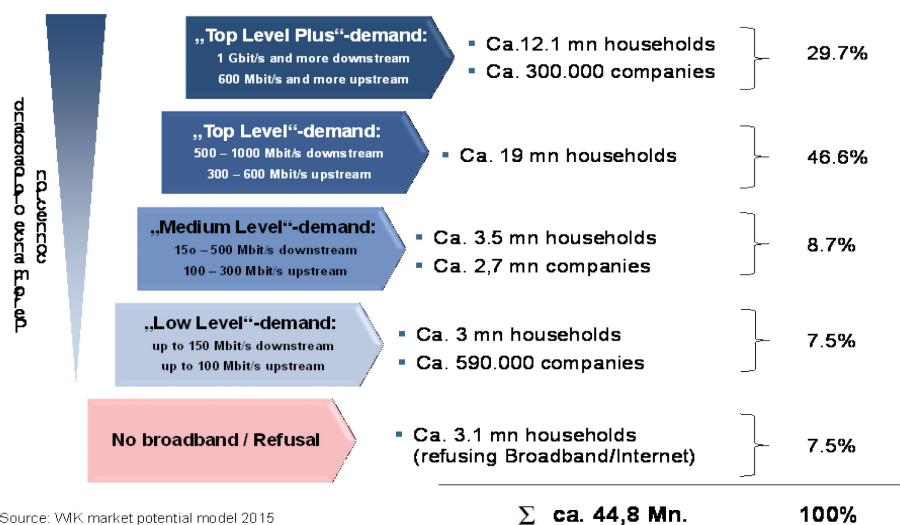 „Top Level Plus“-demand:
1 Gbit/s and more downstream
600 Mbit/s and more upstream
▪ Ca.12.1 mn households
▪ Ca. 300.000 companies
29.7%
„Top Level“-demand:
500 – 1000 Mbit/s downstream
300 – 600 Mbit/s upstream
▪ Ca. 19 mn households
46.6%
„Medium Level“-demand:
15o – 500 Mbit/s downstream
100 – 300 Mbit/s upstream
▪ Ca. 3.5 mn households
▪ Ca. 2,7 mn companies
8.7%
„Low Level“-demand:
up to 150 Mbit/s downstream
up to 100 Mbit/s upstream
▪ Ca. 3 mn households
▪ Ca. 590.000 companies
7.5%
No broadband / Refusal
▪ Ca. 3.1 mn households
(refusing Broadband/Internet)
7.5%
Σ ca. 44,8 Mn. 100%
Source: WIK market potential model 2015